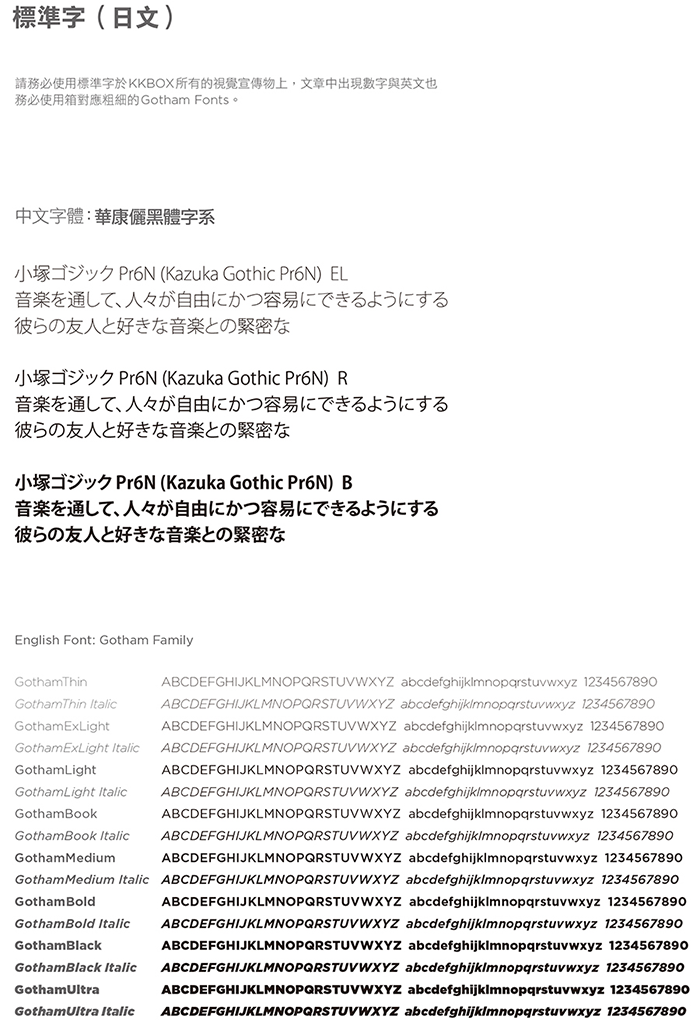 標準字（日文）
請務必使用標準字於KKBOX所有的視覺宣傳物上，文章中出現數字與英文也
務必使用箱對應粗細的Gotham Fonts。
中文字體：華康儷黑體字系
小塚ゴジック Pr6N (Kazuka Gothic Pr6N) EL
音楽を通して、人々が自由にかつ容易にできるようにする
彼らの友人と好きな音楽との緊密な
小塚ゴジック Pr6N (Kazuka Gothic Pr6N) R
音楽を通して、人々が自由にかつ容易にできるようにする
彼らの友人と好きな音楽との緊密な
小塚ゴジック Pr6N (Kazuka Gothic Pr6N) B
音楽を通して、人々が自由にかつ容易にできるようにする
彼らの友人と好きな音楽との緊密な
English Font: Gotham Family
GothamThin ABCDEFGHIJKLMNOPQRSTUVWXYZ abcdefghijklmnopqrstuvwxyz 1234567890
GothamThin Italic ABCDEFGHIJKLMNOPQRSTUVWXYZ abcdefghijklmnopqrstuvwxyz 1234567890
GothamExLight ABCDEFGHIJKLMNOPQRSTUVWXYZ abcdefghijklmnopqrstuvwxyz 1234567890
GothamExLight Italic ABCDEFGHIJKLMNOPQRSTUVWXYZ abcdefghijklmnopqrstuvwxyz 1234567890
GothamLight ABCDEFGHIJKLMNOPQRSTUVWXYZ abcdefghijklmnopqrstuvwxyz 1234567890
GothamLight Italic ABCDEFGHIJKLMNOPQRSTUVWXYZ abcdefghijklmnopqrstuvwxyz 1234567890
GothamBook ABCDEFGHIJKLMNOPQRSTUVWXYZ abcdefghijklmnopqrstuvwxyz 1234567890
GothamBook Italic ABCDEFGHIJKLMNOPQRSTUVWXYZ abcdefghijklmnopqrstuvwxyz 1234567890
GothamMedium ABCDEFGHIJKLMNOPQRSTUVWXYZ abcdefghijklmnopqrstuvwxyz 1234567890
GothamMedium Italic ABCDEFGHIJKLMNOPQRSTUVWXYZ abcdefghijklmnopqrstuvwxyz 1234567890
GothamBold ABCDEFGHIJKLMNOPQRSTUVWXYZ abcdefghijklmnopqrstuvwxyz 1234567890
GothamBold Italic ABCDEFGHIJKLMNOPQRSTUVWXYZ abcdefghijklmnopqrstuvwxyz 1234567890
GothamBlack ABCDEFGHIJKLMNOPQRSTUVWXYZ abcdefghijklmnopqrstuvwxyz 1234567890
GothamBlack Italic ABCDEFGHIJKLMNOPQRSTUVWXYZ abcdefghijklmnopqrstuvwxyz 1234567890
GothamUltra ABCDEFGHIJKLMNOPQRSTUVWXYZ abcdefghijklmnopqrstuvwxyz 1234567890
GothamUltra Italic ABCDEFGHIJKLMNOPQRSTUVWXYZ abcdefghijklmnopqrstuvwxyz 1234567890